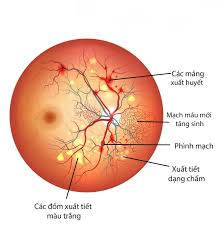 Các mảng
xuất huyết
Mạch máu mới
tăng sinh
Phình mạch
Xuất tiết
dạng chấm
Các đốm xuất tiết
màu trắng